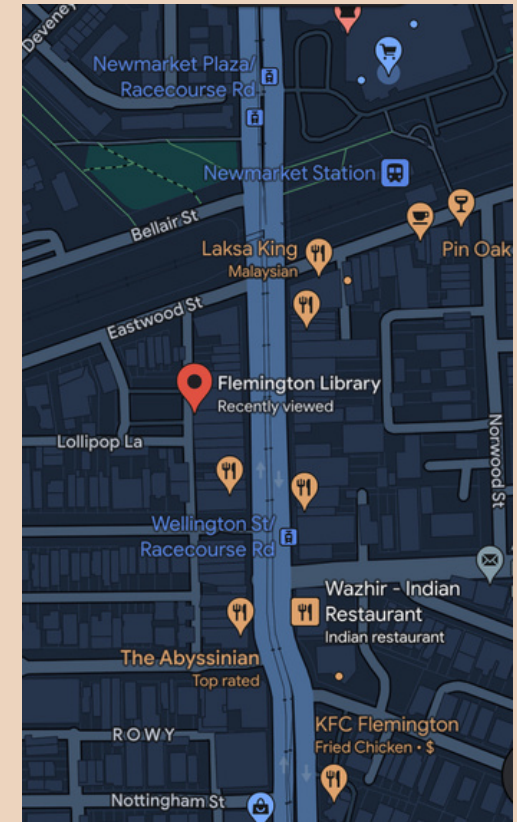 Deveney
Newmarket Plaza/
Racecourse Rd
Newmarket Station
Bellair St
Laksa King
Malaysian
Pin Oak
Eastwood St
Flemington Library
Recently viewed
Lollipop La
Norwood St
Wellington St/
Racecourse Rd
Wazhir - Indian
Restaurant
Indian restaurant
The Abyssinian
Top rated
KFC Flemington
Fried Chicken • $
ROWY
Nottingham St